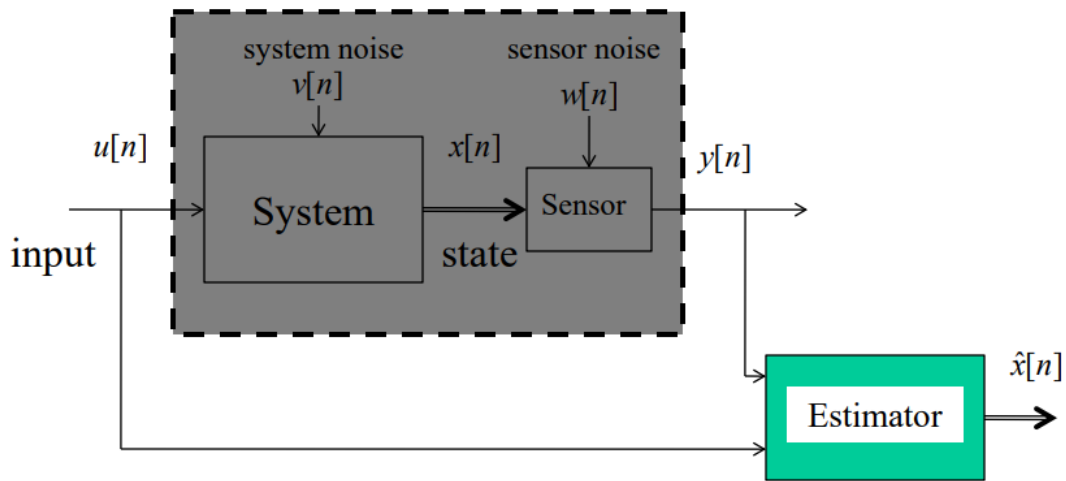 system noise
v[n]
sensor noise
w[n]
u[n]
x[n]
y[n]
System
Sensor
input
state
x̂[n]
Estimator